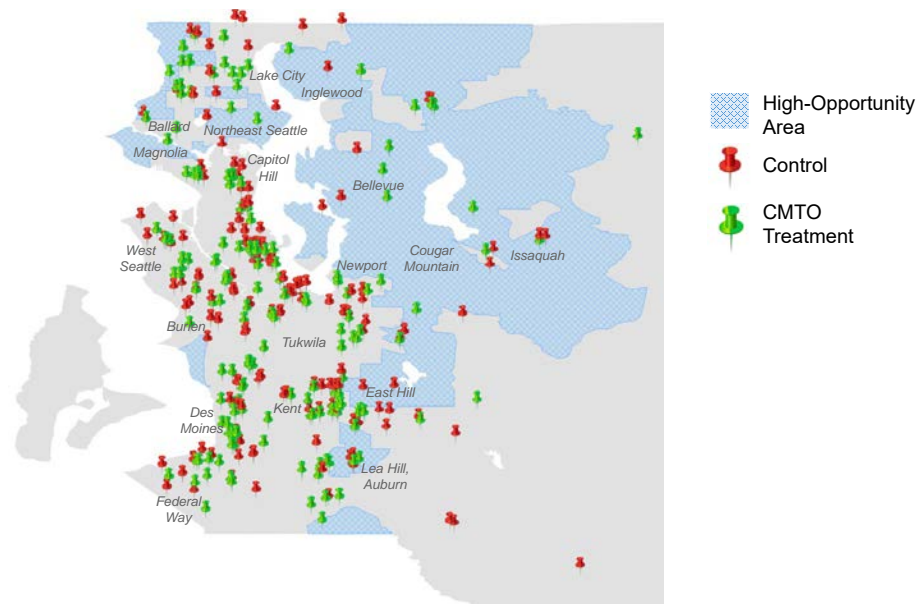 Lake City
Inglewood
Ballard
Northeast Seattle
Magnolia
Capitol
Hill
Bellevue
West
Seattle
Newport
Cougar
Mountain
Issaquah
Burien
Tukwila
East Hill
Kent
Des
Moines
Lea Hill,
Auburn
Federal
Way
High-Opportunity
Area
Control
CMTO
Treatment